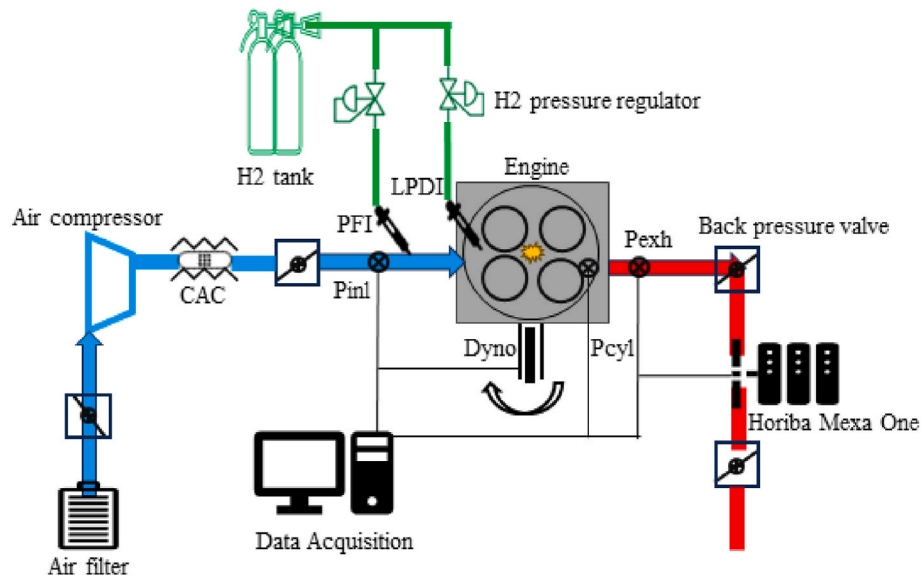 H2 pressure regulator
H2 tank
Engine
LPDI
Air compressor
PFI
Back pressure valve
Pexh
CAC
Pinl
Dyno
Pcyl
Horiba Mexa One
Data Acquisition
Air filter